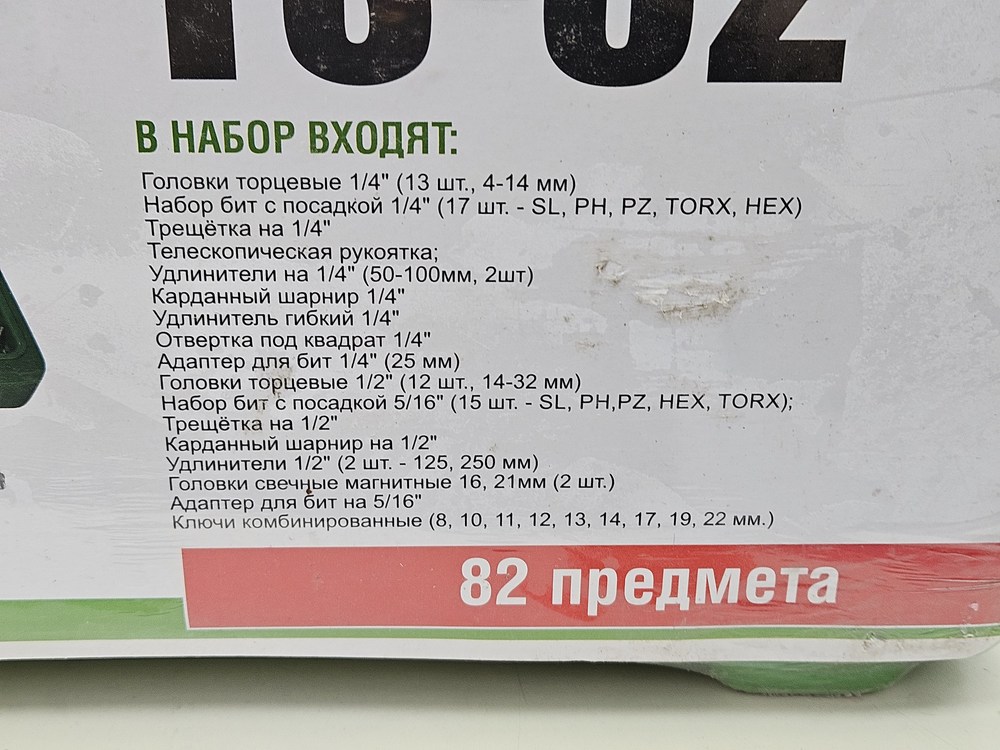 В НАБОР ВХОДЯТ:
Головки торцевые 1/4" (13 шт., 4-14 мм)
Набор бит с посадкой 1/4" (17 шт. - SL, PH, PZ, TORX, HEX)
Трещётка на 1/4"
Телескопическая рукоятка;
Удлинители на 1/4" (50-100мм, 2шт)
Карданный шарнир 1/4"
Удлинитель гибкий 1/4"
Отвертка под квадрат 1/4"
Адаптер для бит 1/4" (25 мм)
Головки торцевые 1/2" (12 шт., 14-32 мм)
Набор бит с посадкой 5/16" (15 шт. - SL, PH,PZ, HEX, TORX);
Трещётка на 1/2"
Карданный шарнир на 1/2"
Удлинители 1/2" (2 шт. - 125, 250 мм)
Головки свечные магнитные 16, 21мм (2 шт.)
Адаптер для бит на 5/16"
Ключи комбинированные (8, 10, 11, 12, 13, 14, 17, 19, 22 мм.)
82 предмета